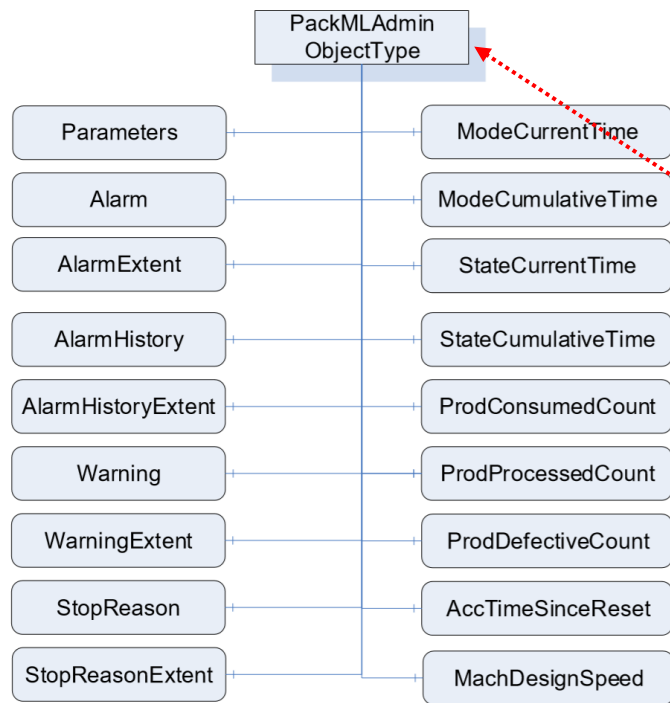 PackMLAdmin
ObjectType
Parameters
ModeCurrentTime
Alarm
ModeCumulativeTime
AlarmExtent
StateCurrentTime
AlarmHistory
StateCumulativeTime
AlarmHistoryExtent
ProdConsumedCount
Warning
ProdProcessedCount
WarningExtent
ProdDefectiveCount
StopReason
AccTimeSinceReset
StopReasonExtent
MachDesignSpeed